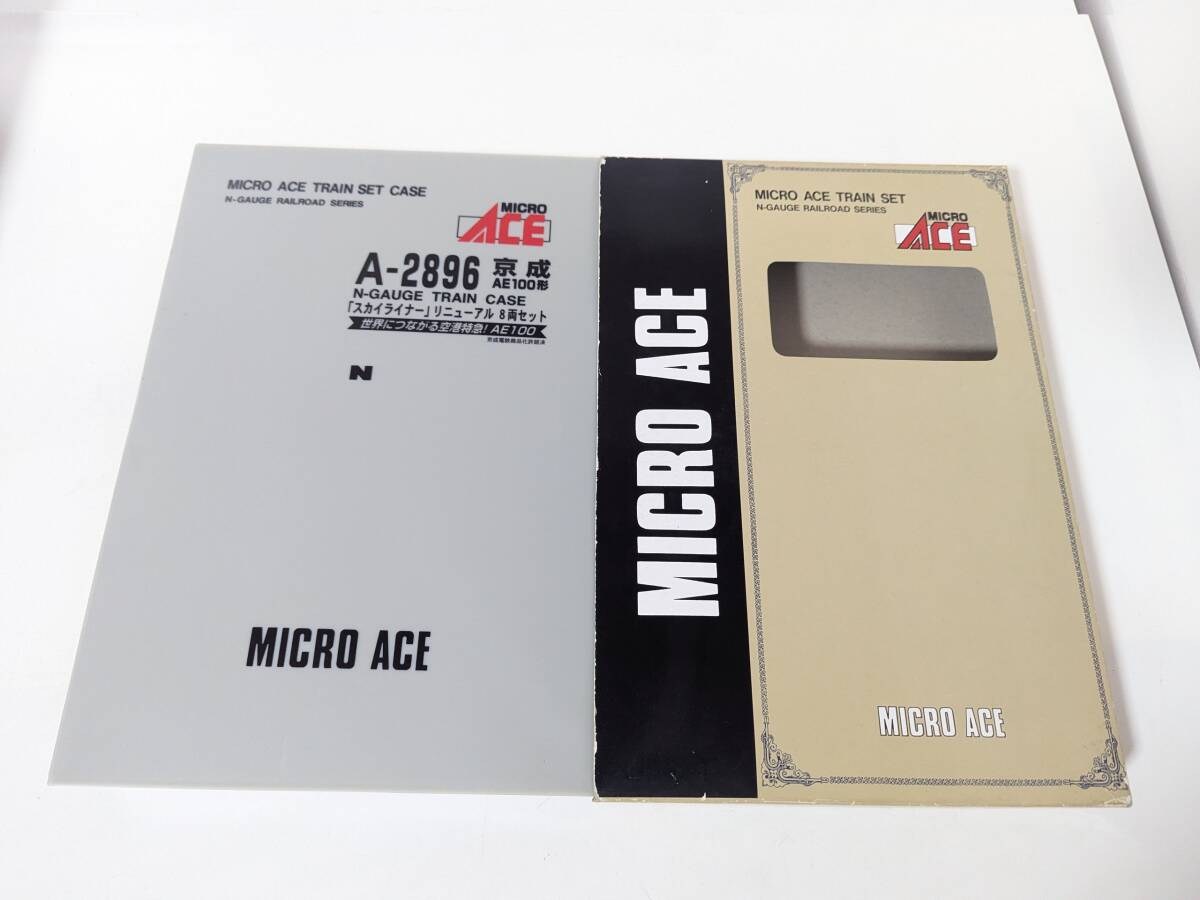 MICRO ACE TRAIN SET CASE
N-GAUGE RAILROAD SERIES
MICRO
ACE
A-2896 京成
AE100形
N-GAUGE TRAIN CASE
「スカイライナー」リニューアル 8両セット
世界につながる空港特急! AE100
京成電鉄商品化許諾済
N
MICRO ACE
MICRO ACE
MICRO ACE TRAIN SET
N-GAUGE RAILROAD SERIES
MICRO
ACE
MICRO ACE